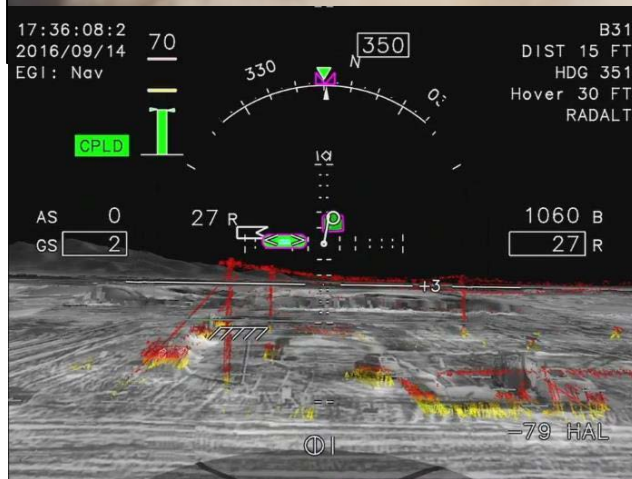 17:36:08:2
2016/09/14
EGI: Nav
70
350
B31
DIST 15 FT
HDG 351
Hover 30 FT
RADALT
330
N
CPLD
AS 0
GS 2
27 R
1060 B
27 R
+3
-79 HAL